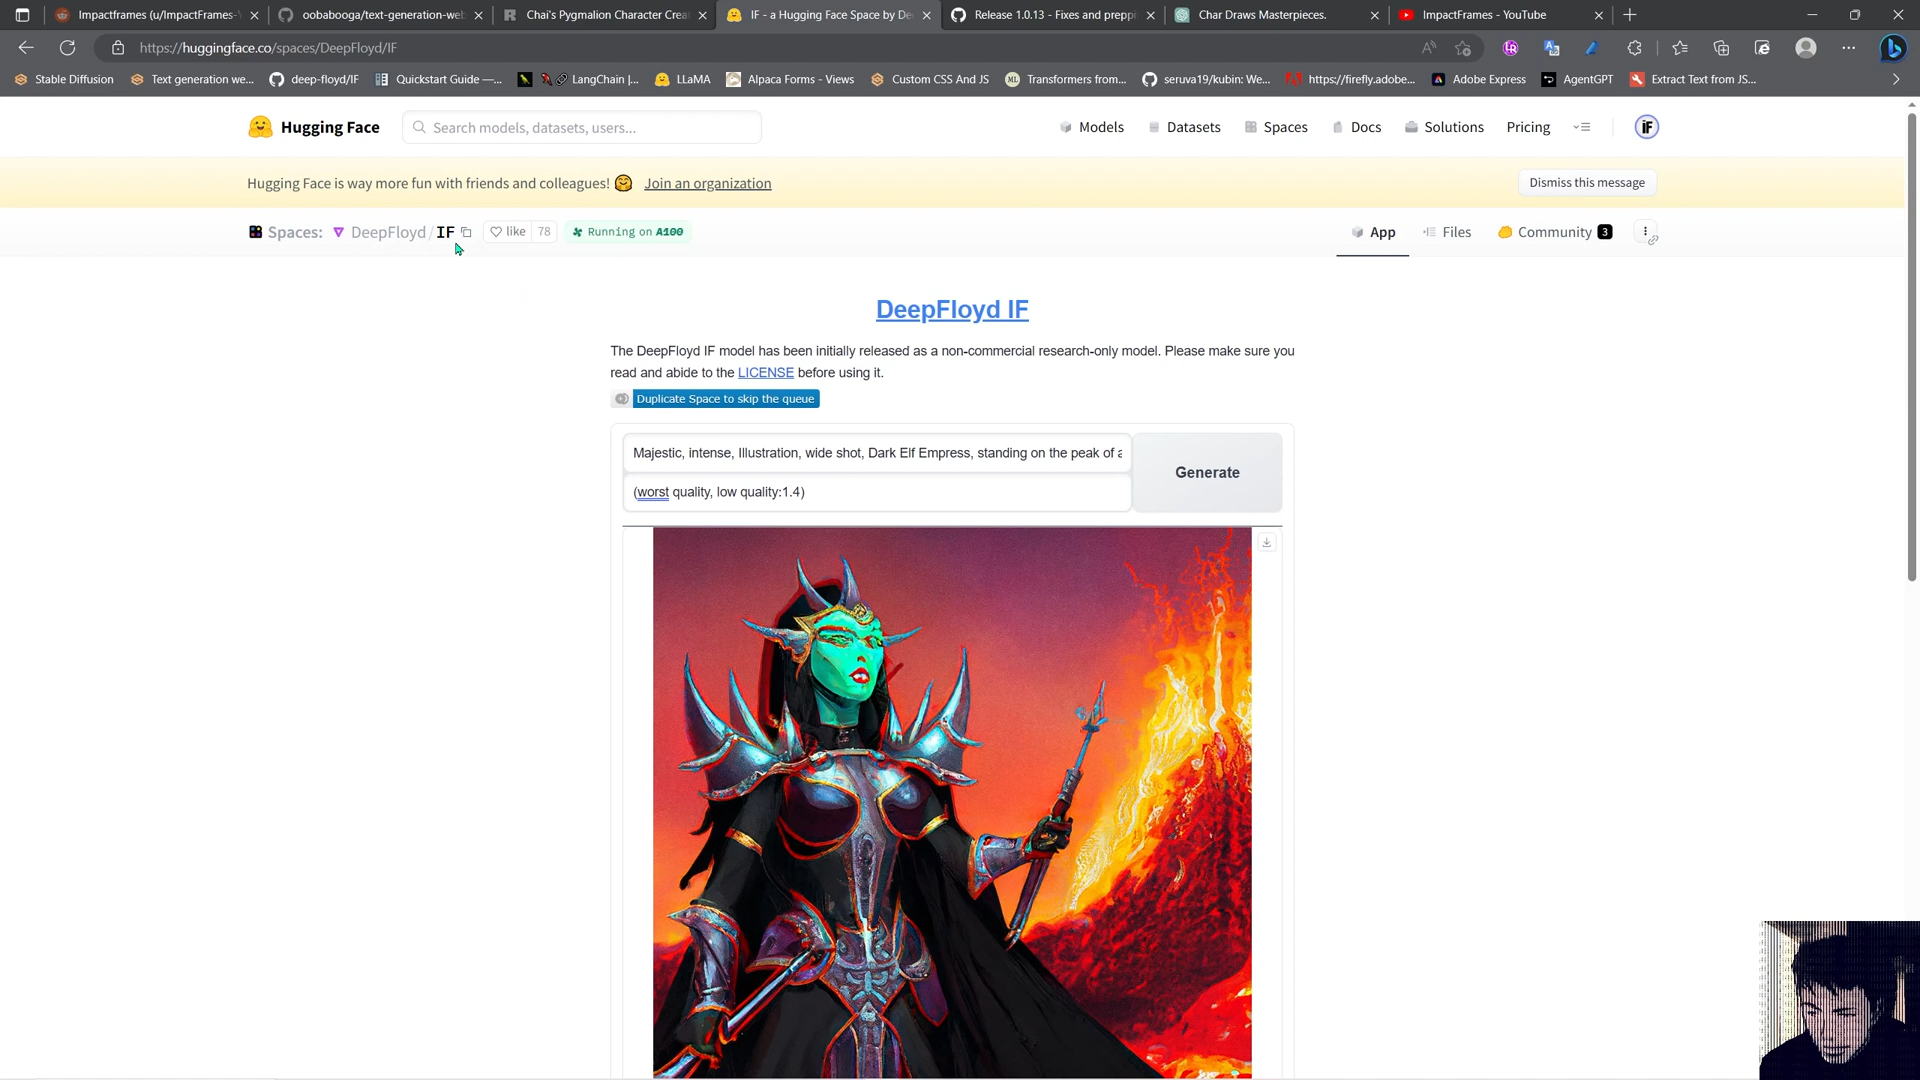 Impactframes (u/ImpactFrames-
oobabooga/text-generation-web
Chai's Pygmalion Character Crea
IF - a Hugging Face Space by De
Release 1.0.13 - Fixes and preppi
Char Draws Masterpieces.
ImpactFrames - YouTube
https://huggingface.co/spaces/DeepFloyd/IF
Stable Diffusion
Text generation we...
deep-floyd/IF
Quickstart Guide —...
LangChain |...
LLaMA
Alpaca Forms - Views
Custom CSS And JS
Transformers from...
seruva19/kubin: We...
https://firefly.adobe...
Adobe Express
AgentGPT
Extract Text from JS...
Hugging Face
Search models, datasets, users...
Models
Datasets
Spaces
Docs
Solutions
Pricing
iF
Hugging Face is way more fun with friends and colleagues! 🤗 Join an organization
Dismiss this message
Spaces: DeepFloyd/IF
like 78
Running on A100
App
Files
Community 3
DeepFloyd IF
The DeepFloyd IF model has been initially released as a non-commercial research-only model. Please make sure you
read and abide to the LICENSE before using it.
Duplicate Space to skip the queue
Majestic, intense, Illustration, wide shot, Dark Elf Empress, standing on the peak of a
(worst quality, low quality:1.4)
Generate